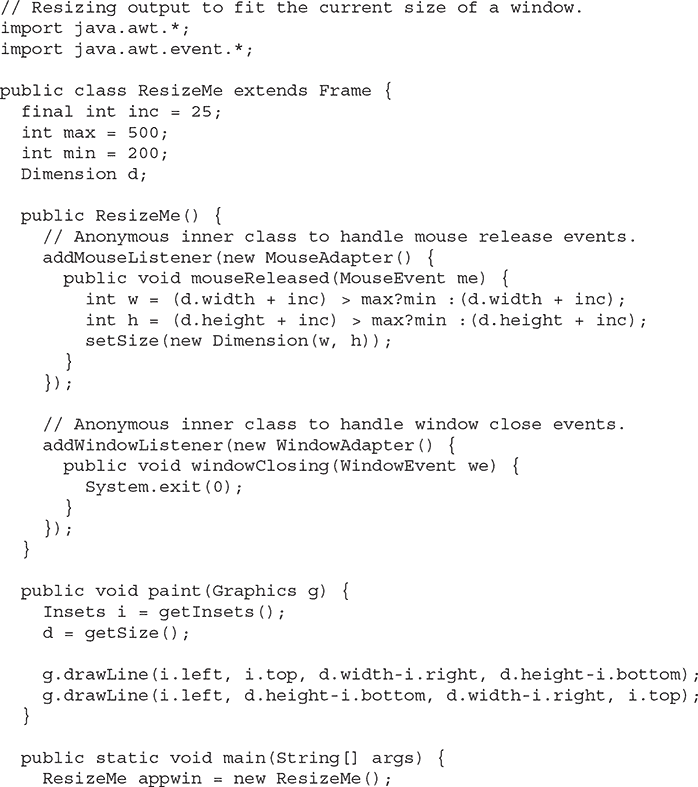 // Resizing output to fit the current size of a window.
import java.awt.*;
import java.awt.event.*;

public class ResizeMe extends Frame {
  final int inc = 25;
  int max = 500;
  int min = 200;
  Dimension d;

  public ResizeMe() {
    // Anonymous inner class to handle mouse release events.
    addMouseListener(new MouseAdapter() {
      public void mouseReleased(MouseEvent me) {
        int w = (d.width + inc) > max?min :(d.width + inc);
        int h = (d.height + inc) > max?min :(d.height + inc);
        setSize(new Dimension(w, h));
      }
    });

    // Anonymous inner class to handle window close events.
    addWindowListener(new WindowAdapter() {
      public void windowClosing(WindowEvent we) {
        System.exit(0);
      }
    });
  }

  public void paint(Graphics g) {
    Insets i = getInsets();
    d = getSize();

    g.drawLine(i.left, i.top, d.width-i.right, d.height-i.bottom);
    g.drawLine(i.left, d.height-i.bottom, d.width-i.right, i.top);
  }

  public static void main(String[] args) {
    ResizeMe appwin = new ResizeMe();